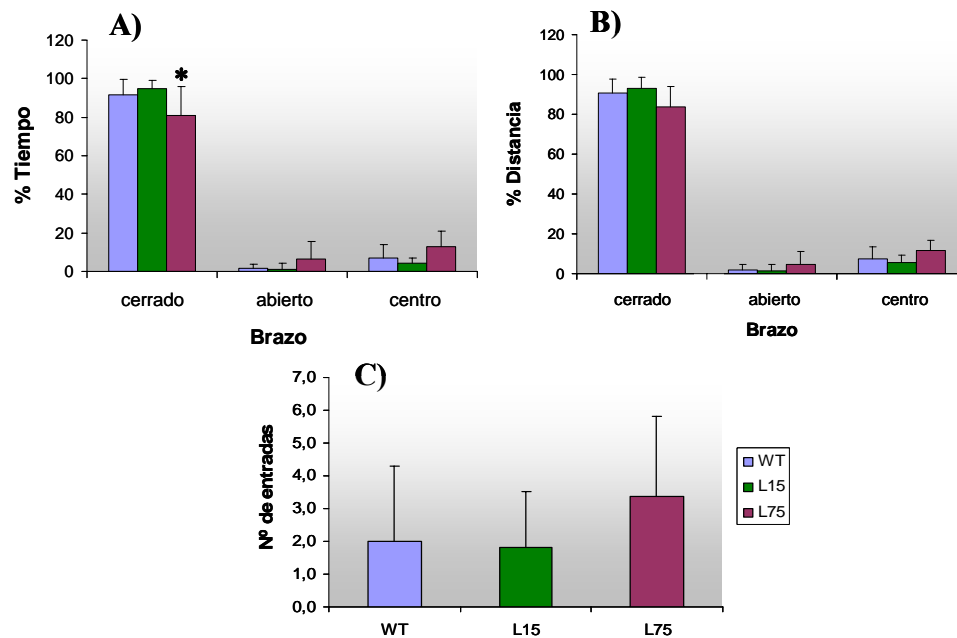 A)
120
100
80
60
40
20
0
% Tiempo
*
cerrado abierto centro
Brazo
B)
120
100
80
60
40
20
0
% Distancia
cerrado abierto centro
Brazo
C)
7,0
6,0
5,0
4,0
3,0
2,0
1,0
0,0
Nº de entradas
WT L15 L75
WT
L15
L75